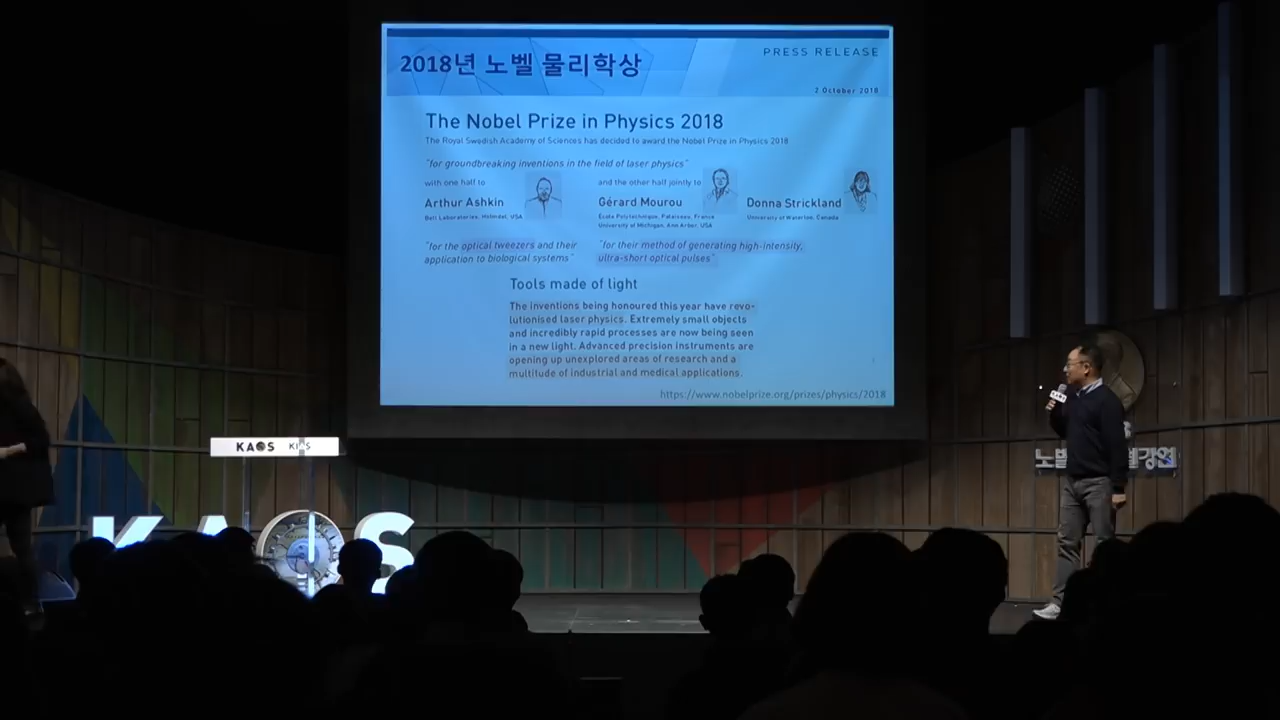 2018년 노벨 물리학상
PRESS RELEASE
2 October 2018
The Nobel Prize in Physics 2018
The Royal Swedish Academy of Sciences has decided to award the Nobel Prize in Physics 2018
"for groundbreaking inventions in the field of laser physics"
with one half to
Arthur Ashkin
Bell Laboratories, Holmdel, USA
and the other half jointly to
Gérard Mourou
École Polytechnique, Palaiseau, France
University of Michigan, Ann Arbor, USA
Donna Strickland
University of Waterloo, Canada
"for the optical tweezers and their
application to biological systems"
"for their method of generating high-intensity,
ultra-short optical pulses"
Tools made of light
The inventions being honoured this year have revo-
lutionised laser physics. Extremely small objects
and incredibly rapid processes are now being seen
in a new light. Advanced precision instruments are
opening up unexplored areas of research and a
multitude of industrial and medical applications.
https://www.nobelprize.org/prizes/physics/2018
KAOS KIAS
KAOS
노벨
강연